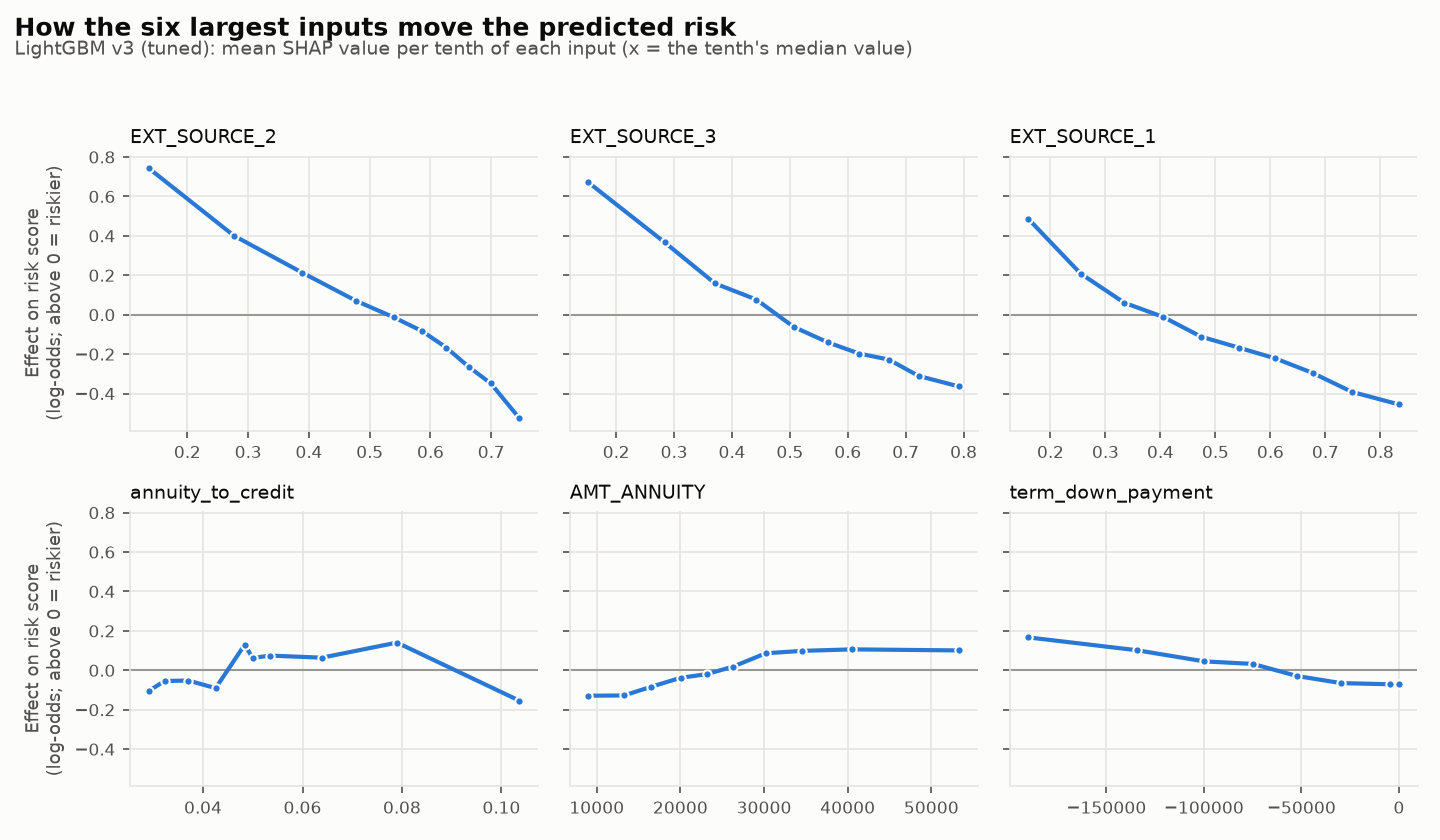 How the six largest inputs move the predicted risk
LightGBM v3 (tuned): mean SHAP value per tenth of each input (x = the tenth's median value)
EXT_SOURCE_2
EXT_SOURCE_3
EXT_SOURCE_1
Effect on risk score
(log-odds; above 0 = riskier)
0.8
0.6
0.4
0.2
0.0
−0.2
−0.4
0.2 0.3 0.4 0.5 0.6 0.7
0.2 0.3 0.4 0.5 0.6 0.7 0.8
0.2 0.3 0.4 0.5 0.6 0.7 0.8
annuity_to_credit
AMT_ANNUITY
term_down_payment
Effect on risk score
(log-odds; above 0 = riskier)
0.8
0.6
0.4
0.2
0.0
−0.2
−0.4
0.04 0.06 0.08 0.10
10000 20000 30000 40000 50000
−150000 −100000 −50000 0